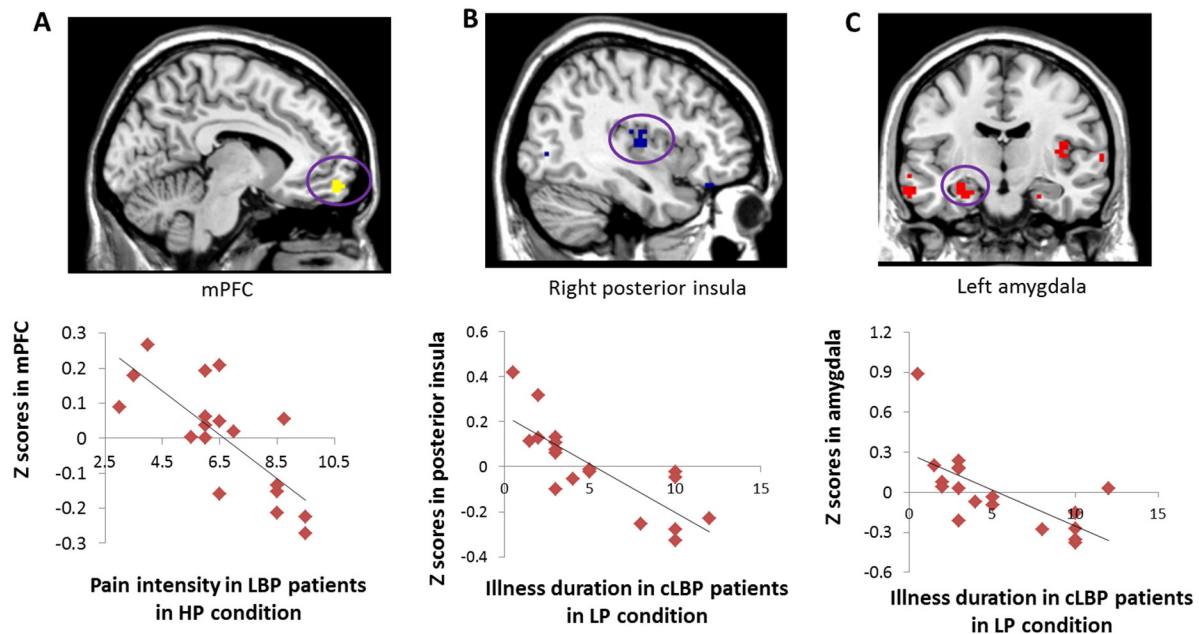 A
B
C
mPFC
Right posterior insula
Left amygdala
Z scores in mPFC
0.3
0.2
0.1
0
-0.1
-0.2
-0.3
2.5 4.5 6.5 8.5 10.5
Pain intensity in LBP patients
in HP condition
Z scores in posterior insula
0.6
0.4
0.2
0
-0.2
-0.4
0 5 10 15
Illness duration in cLBP patients
in LP condition
Z scores in amygdala
1.2
0.9
0.6
0.3
0
-0.3
-0.6
0 5 10 15
Illness duration in cLBP patients
in LP condition